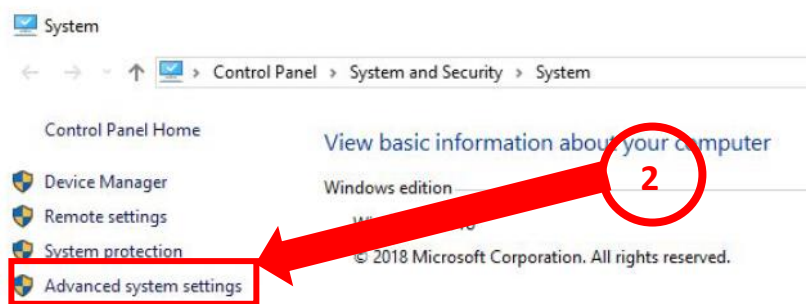 System
Control Panel > System and Security > System
Control Panel Home
View basic information about your computer
2
Device Manager
Windows edition
Remote settings
System protection
© 2018 Microsoft Corporation. All rights reserved.
Advanced system settings